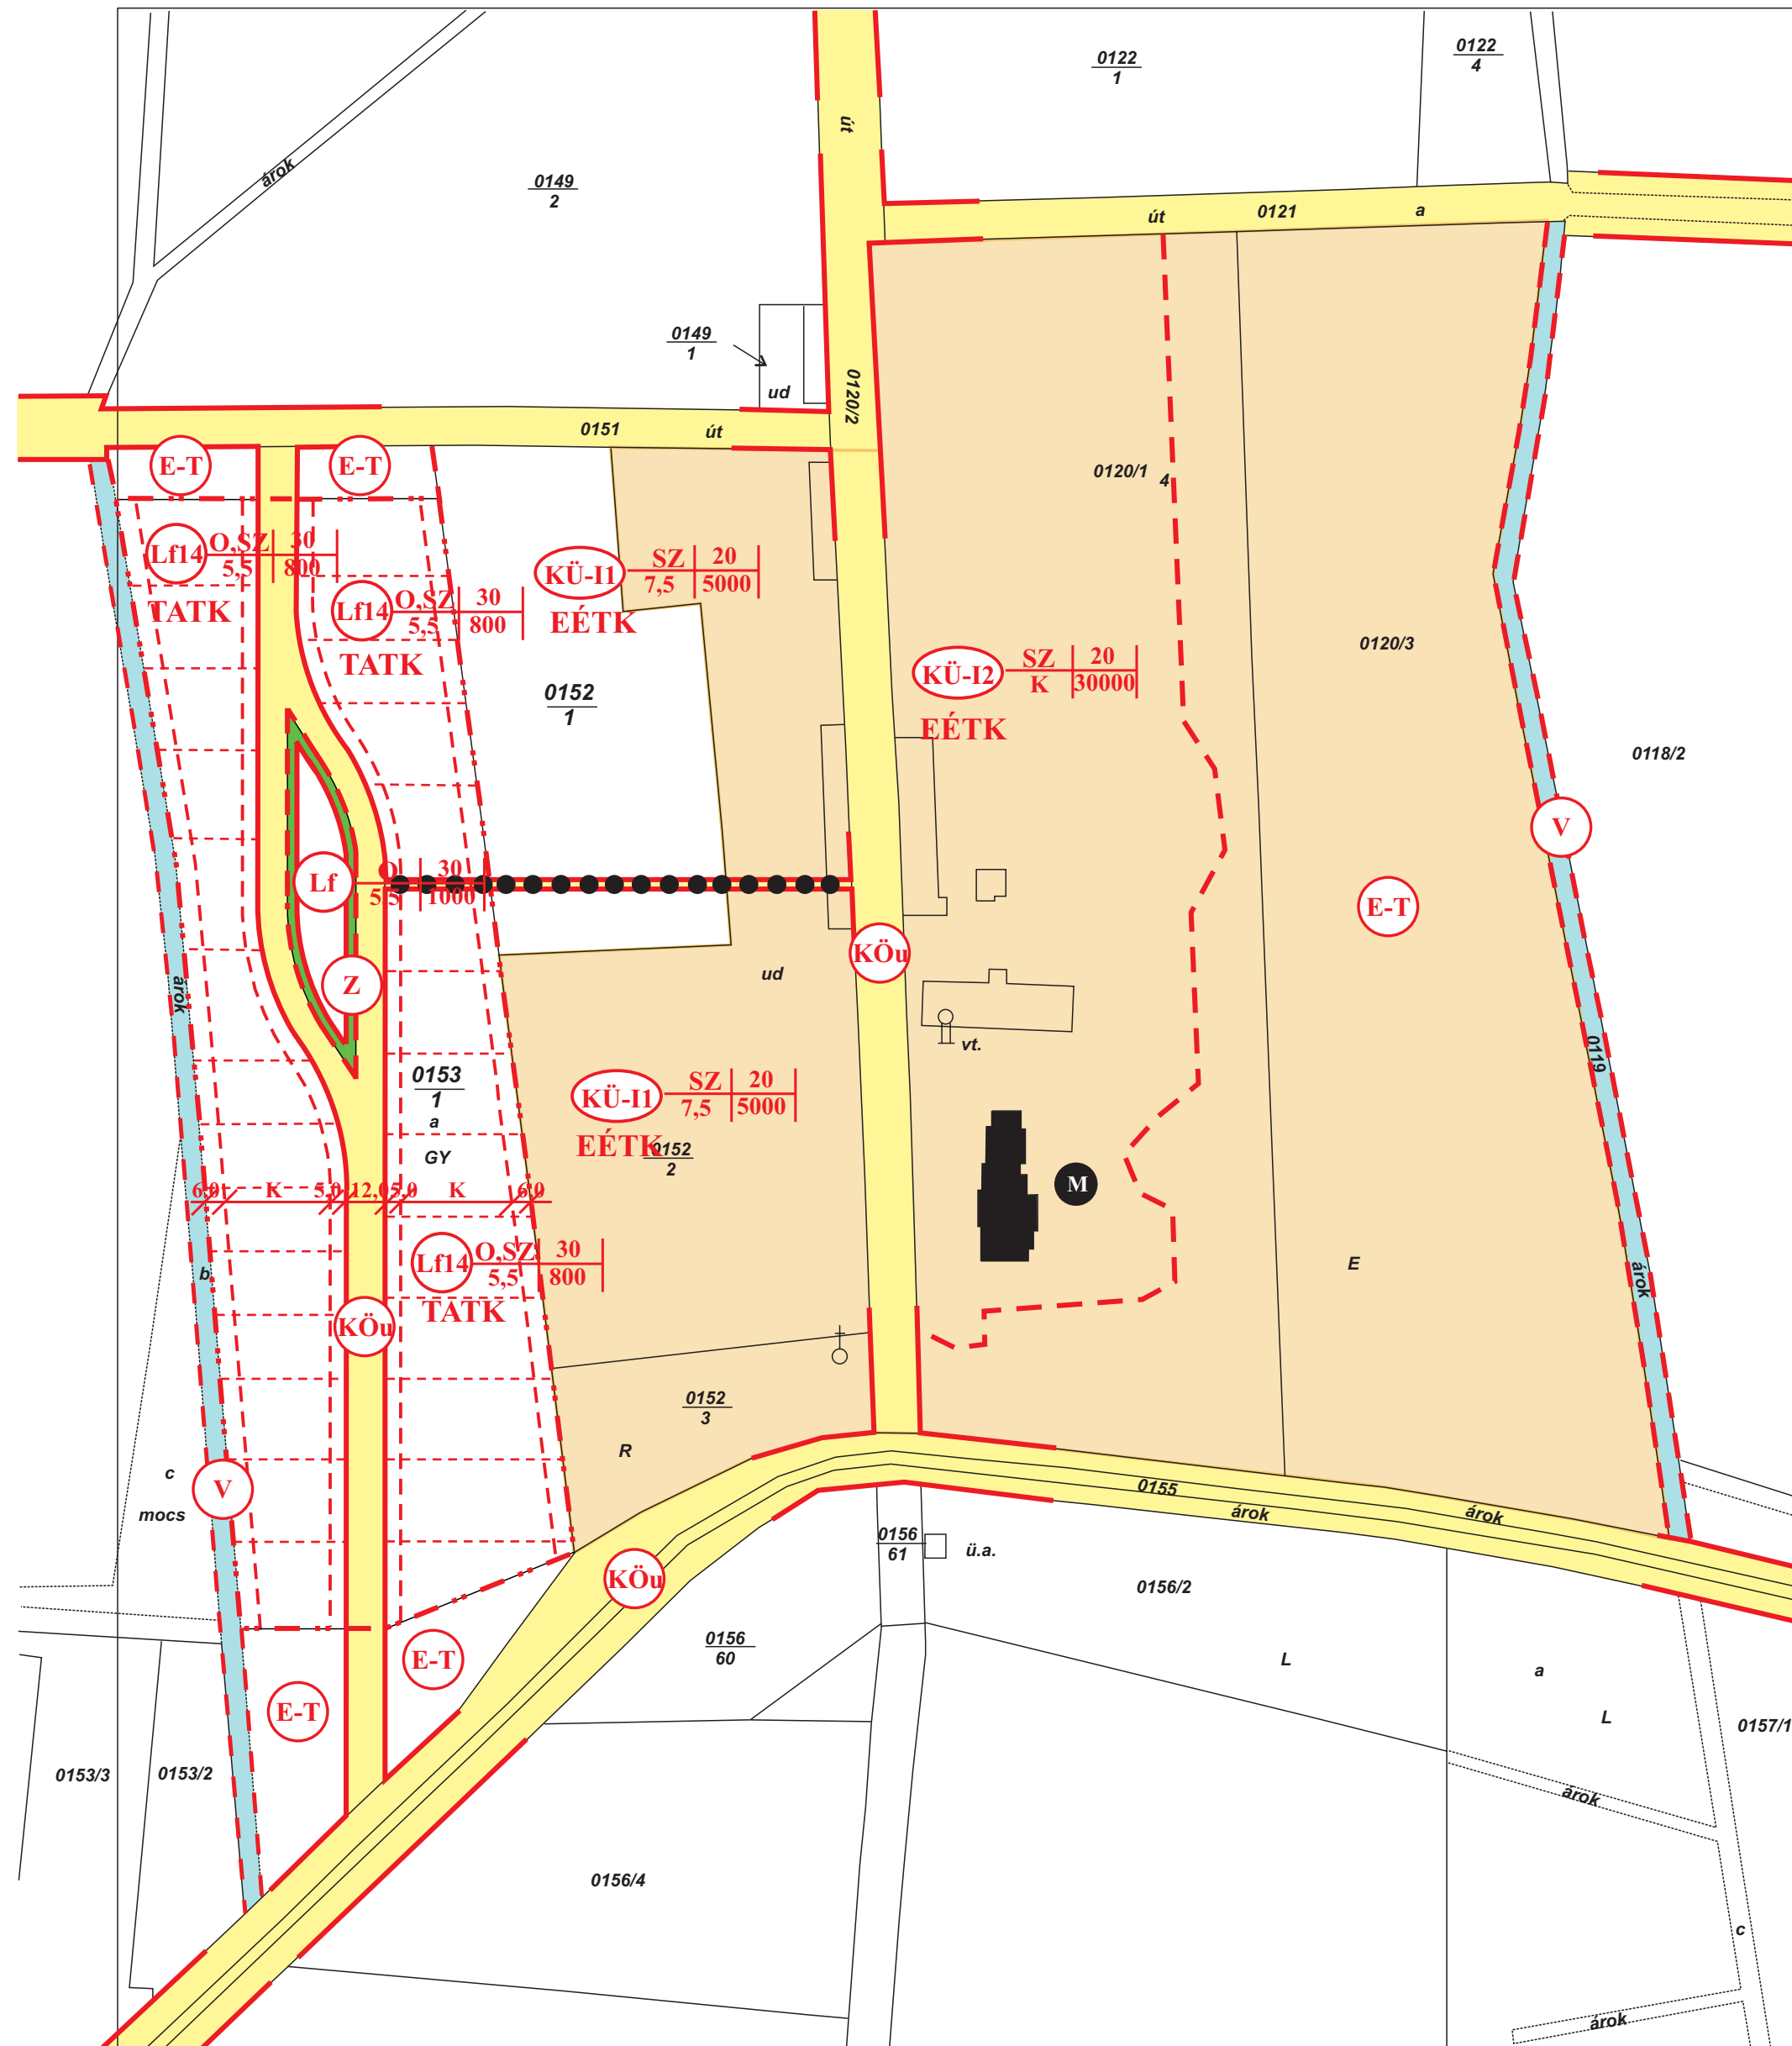 0122
4
0122
1
út
árok
0149
2
út
0121
a
0149
1
ud
0120/2
0151
út
E-T
E-T
0120/1
4
Lf14
O,SZ
30
5,5
800
TATK
KÜ-I1
SZ
20
7,5
5000
EÉTK
Lf14
O,SZ
30
5,5
800
TATK
0120/3
KÜ-I2
SZ
20
K
30000
EÉTK
0152
1
0118/2
V
Lf
O
30
5,5
1000
E-T
KÖu
ud
Z
árok
vt.
0119
0153
1
a
GY
KÜ-I1
SZ
20
7,5
5000
EÉTK
0152
2
M
6,0
K
5,0
12,0
5,0
K
6,0
Lf14
O,SZ
30
5,5
800
TATK
b
E
árok
KÖu
0152
3
R
c
V
mocs
0155
árok
árok
0156
61
ü.a.
KÖu
0156/2
0156
60
E-T
E-T
L
a
L
0157/1
0153/3
0153/2
árok
0156/4
c
árok